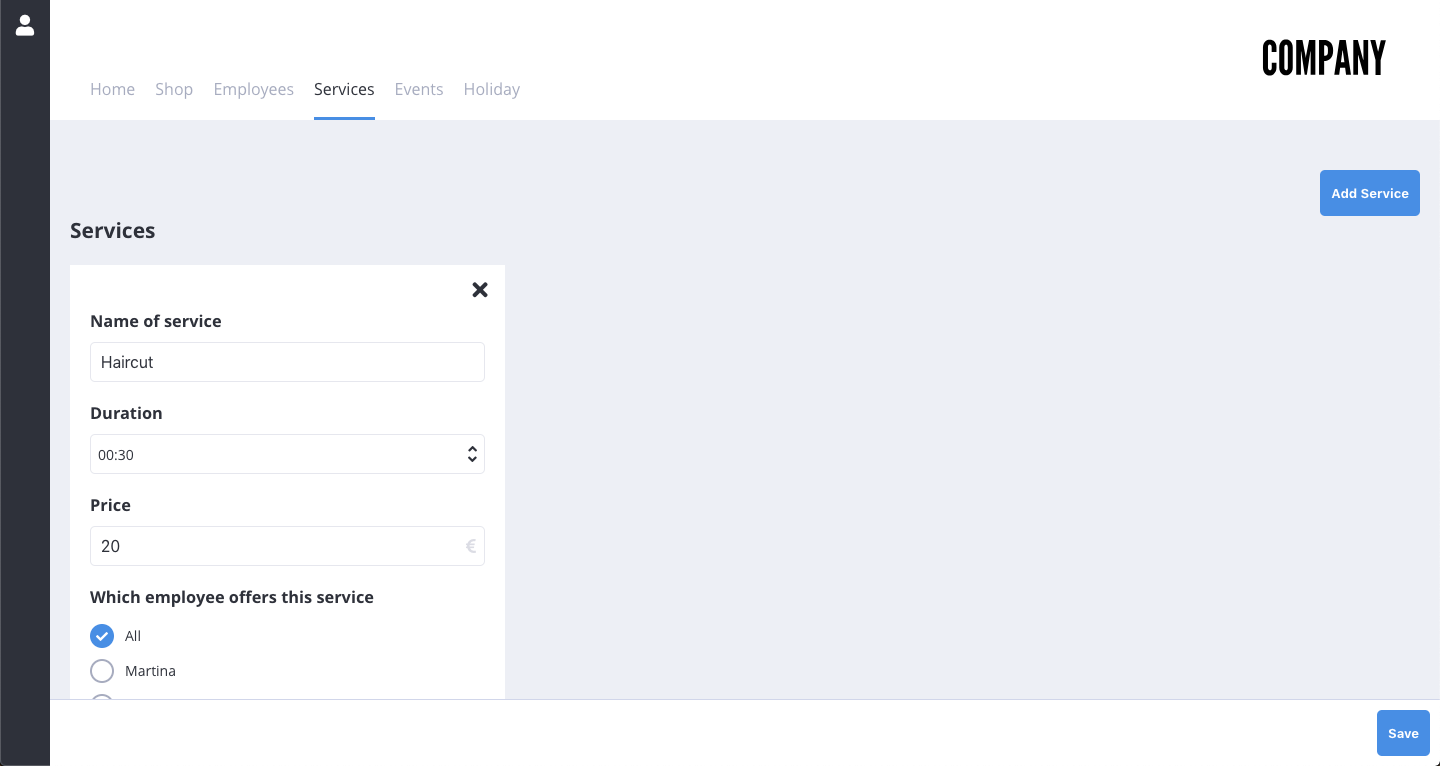 COMPANY
Home Shop Employees Services Events Holiday
Add Service
Services
Name of service
Haircut
Duration
00:30
Price
20 €
Which employee offers this service
All
Martina
Save